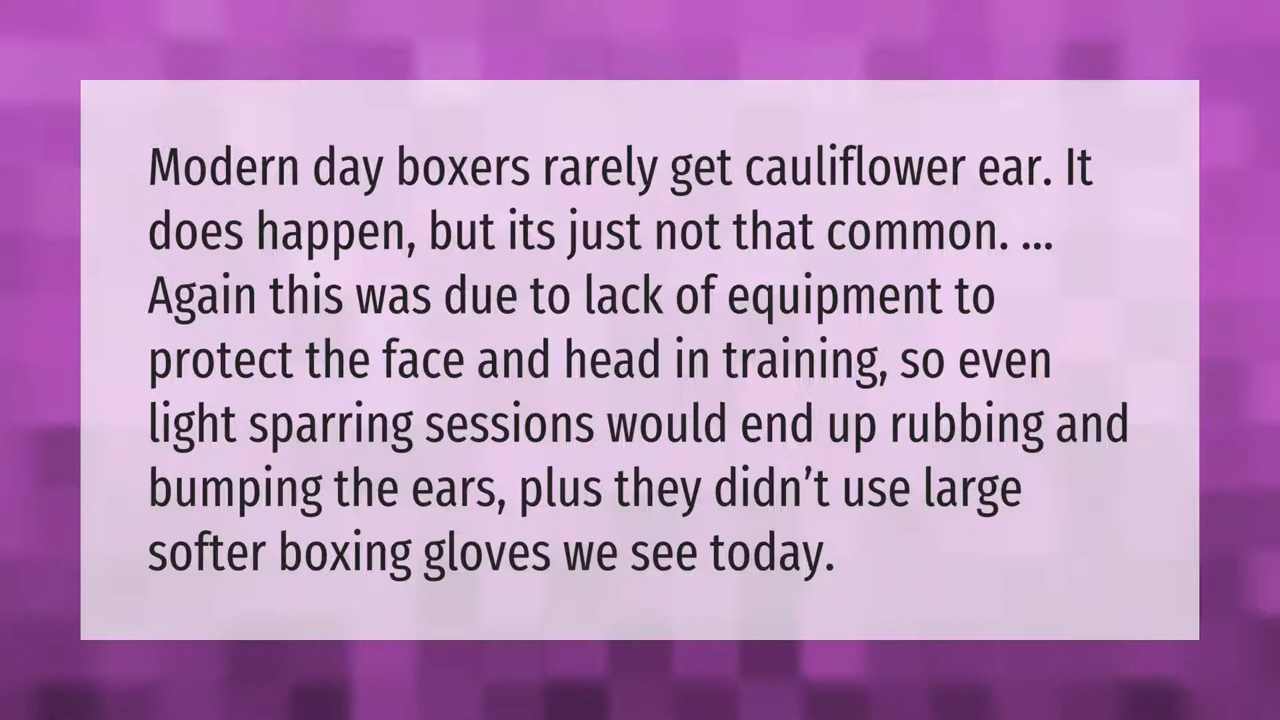 Modern day boxers rarely get cauliflower ear. It
does happen, but its just not that common. ...
Again this was due to lack of equipment to
protect the face and head in training, so even
light sparring sessions would end up rubbing and
bumping the ears, plus they didn’t use large
softer boxing gloves we see today.